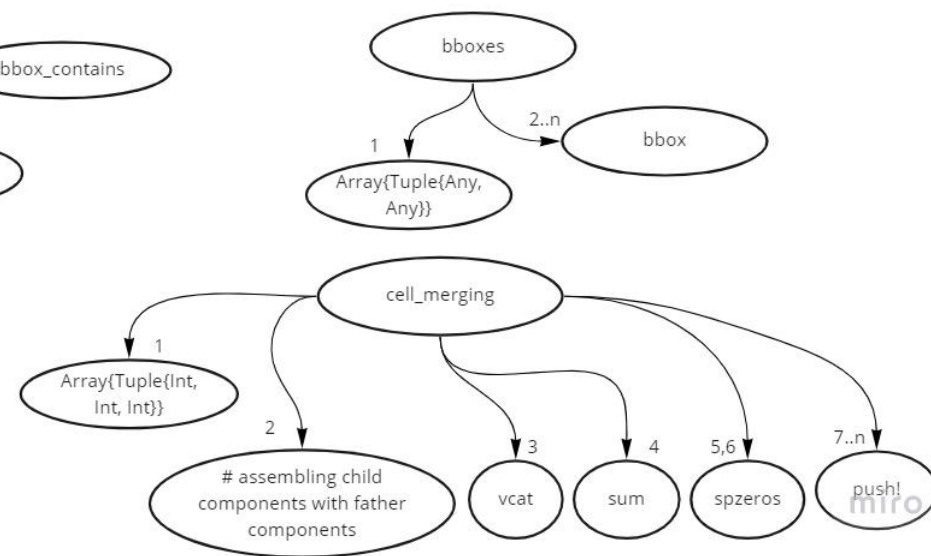 bboxes
bbox_contains
2..n
bbox
1
Array{Tuple{Any,
Any}}
cell_merging
1
Array{Tuple{Int,
Int, Int}}
2
3
4
5,6
7..n
# assembling child
components with father
components
vcat
sum
spzeros
push!
miro